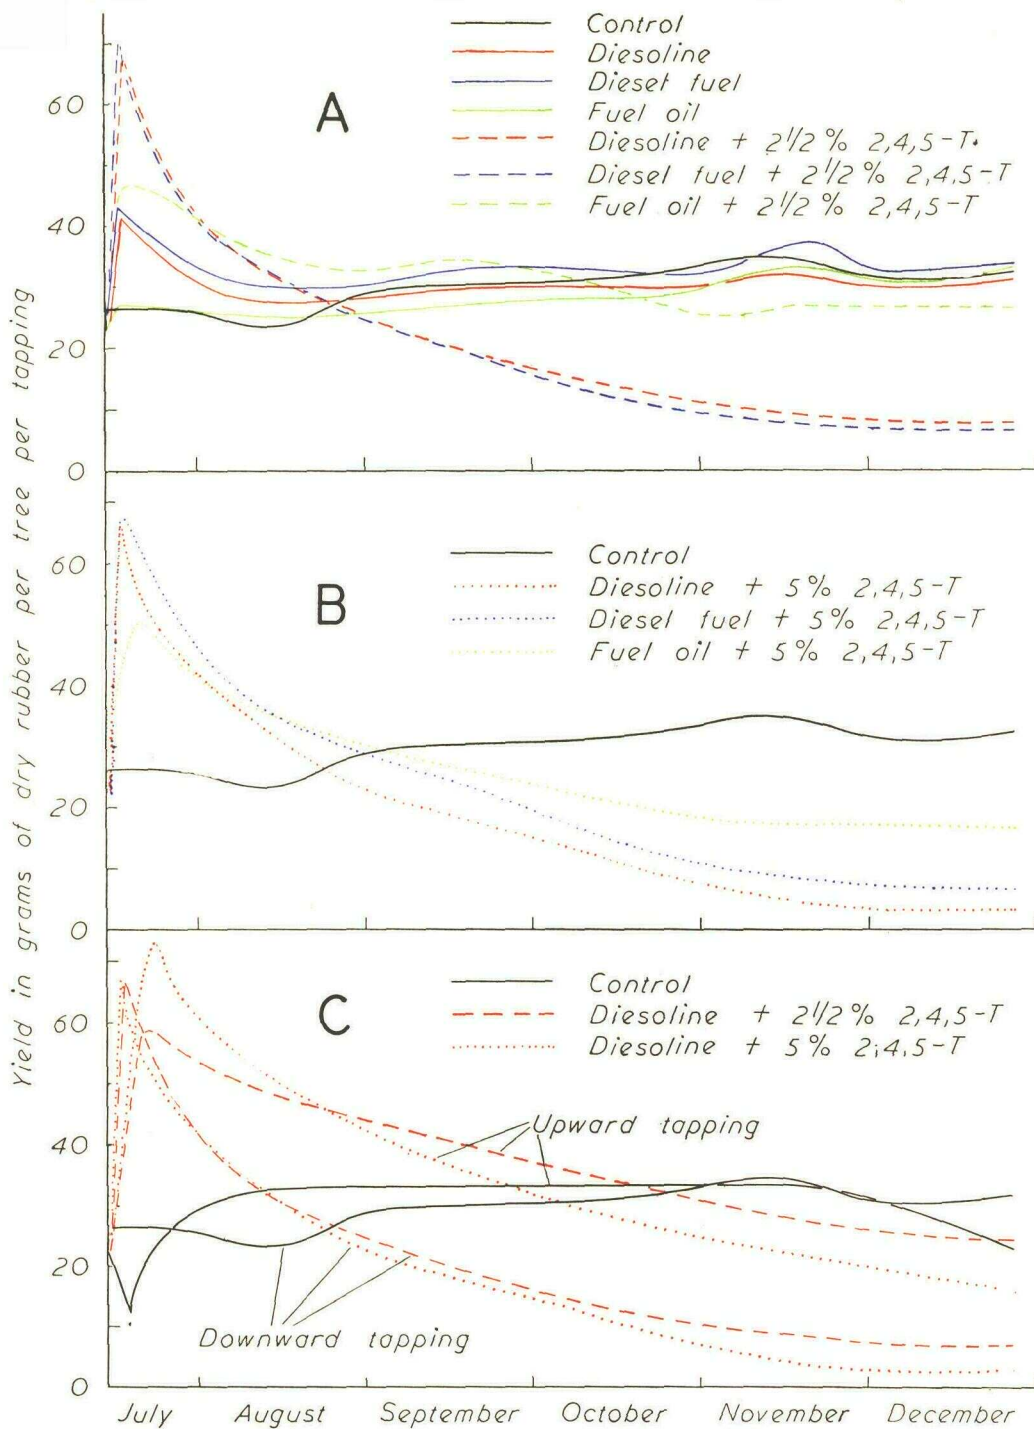 Control
Diesoline
Diesel fuel
Fuel oil
Diesoline + 2 1/2 % 2,4,5-T.
Diesel fuel + 2 1/2 % 2,4,5-T
Fuel oil + 2 1/2 % 2,4,5-T
A
60
40
20
0
Control
Diesoline + 5% 2,4,5-T
Diesel fuel + 5% 2,4,5-T
Fuel oil + 5% 2,4,5-T
B
60
40
20
0
Control
Diesoline + 2 1/2 % 2,4,5-T
Diesoline + 5% 2,4,5-T
C
60
40
20
0
Upward tapping
Downward tapping
July August September October November December
Yield in grams of dry rubber per tree per tapping